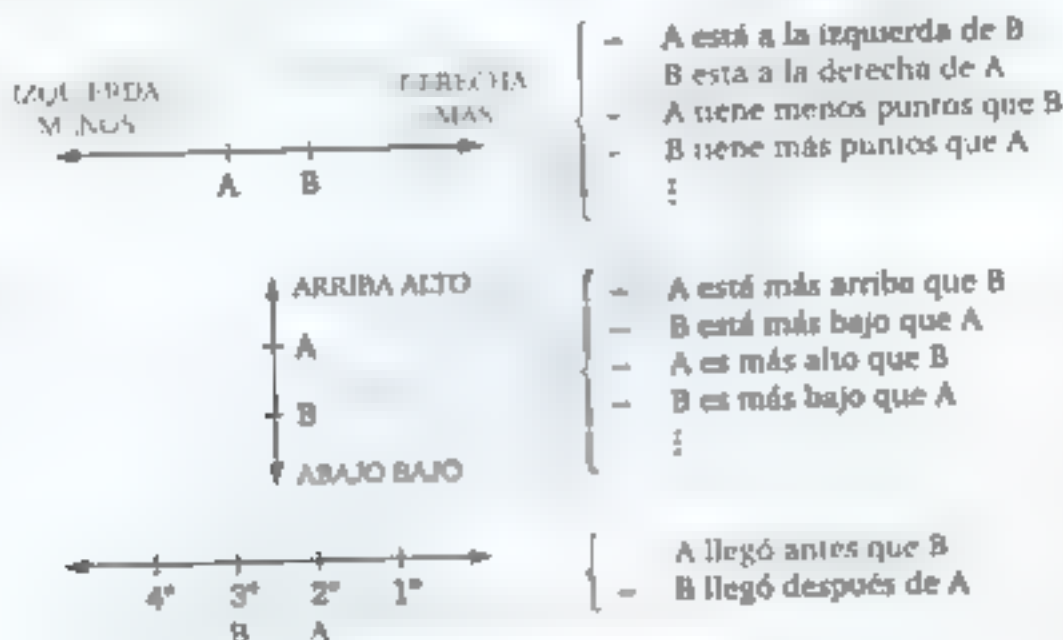 IZQUIERDA DERECHA
MENOS MÁS
A B
- A está a la izquierda de B
B está a la derecha de A
- A tiene menos puntos que B
- B tiene más puntos que A
⋮
ARRIBA ALTO
A
B
ABAJO BAJO
- A está más arriba que B
- B está más bajo que A
- A es más alto que B
- B es más bajo que A
⋮
4° 3° 2° 1°
B A
A llegó antes que B
- B llegó después de A